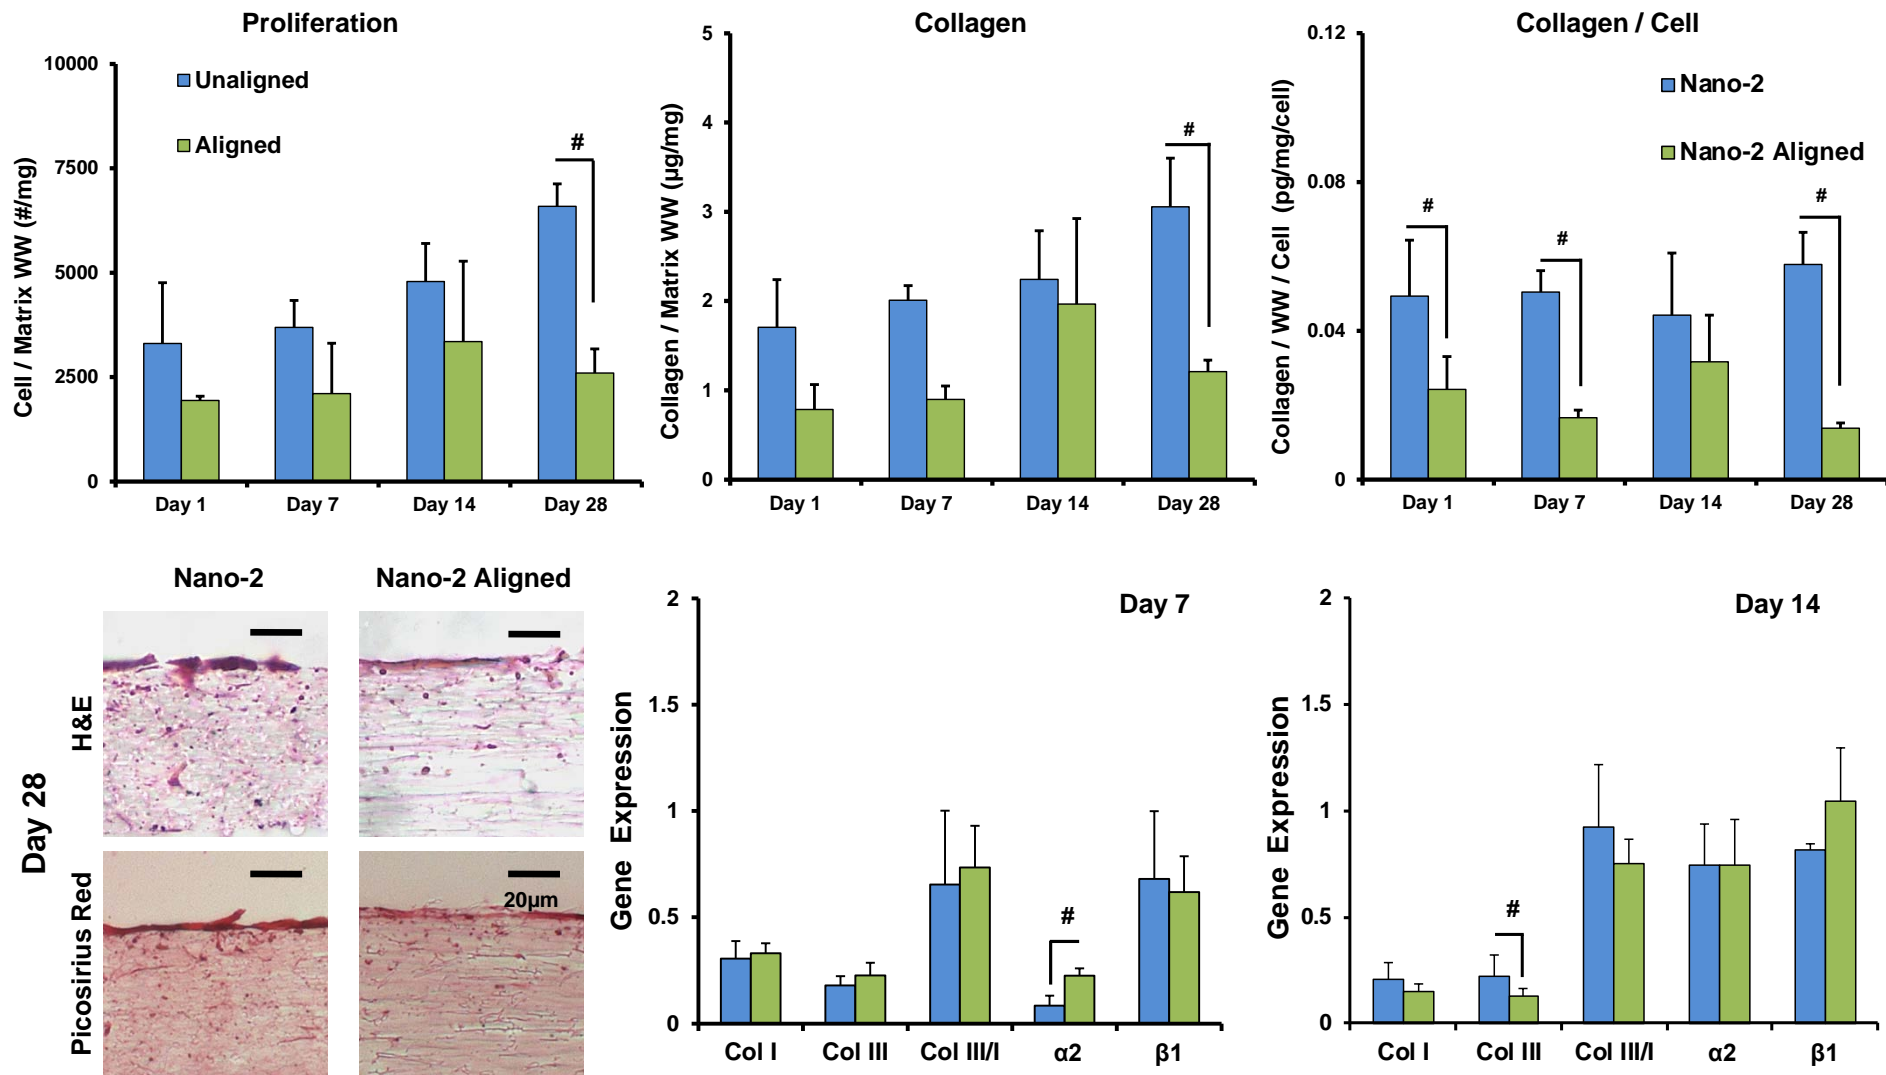 Proliferation
10000
7500
5000
2500
0
Cell / Matrix WW (#/mg)
Unaligned
Aligned
#
Day 1 Day 7 Day 14 Day 28
Collagen
5
4
3
2
1
0
Collagen / Matrix WW (µg/mg)
#
Day 1 Day 7 Day 14 Day 28
Collagen / Cell
0.12
0.08
0.04
0
Collagen / WW / Cell (pg/mg/cell)
Nano-2
Nano-2 Aligned
# # #
Day 1 Day 7 Day 14 Day 28
Nano-2 Nano-2 Aligned
Day 28
H&E
Picosirius Red
20µm
Day 7
2
1.5
1
0.5
0
Gene Expression
#
Col I Col III Col III/I α2 β1
Day 14
2
1.5
1
0.5
0
Gene Expression
#
Col I Col III Col III/I α2 β1